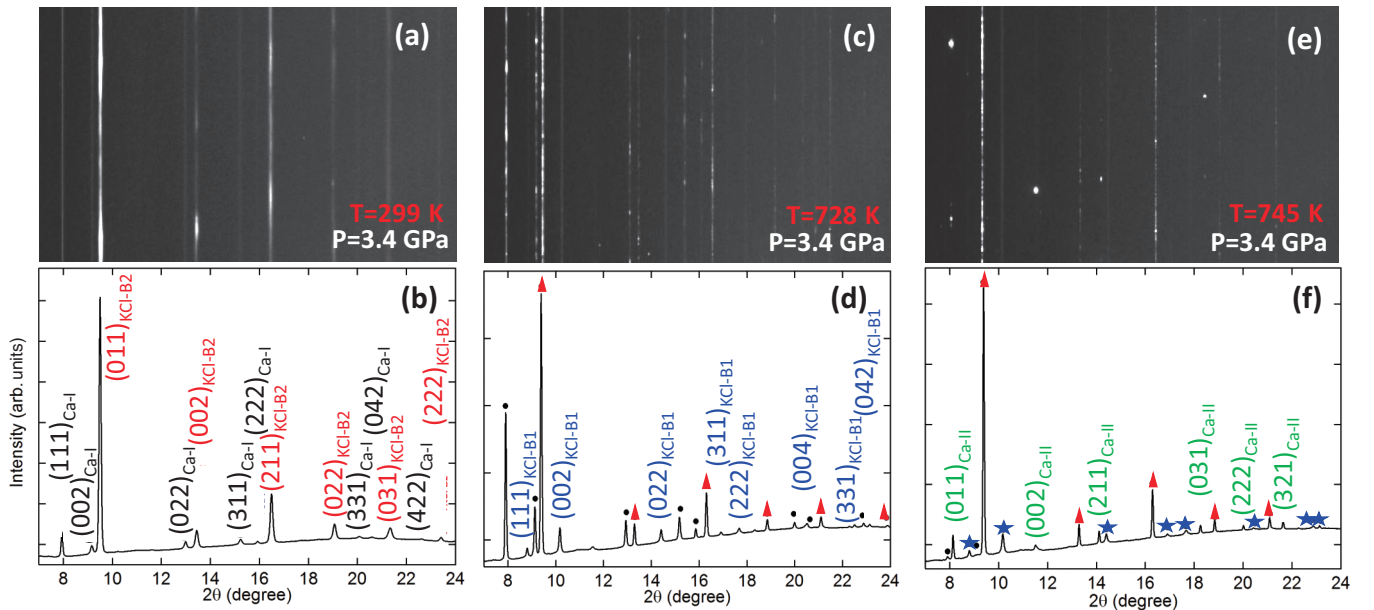 (a)
T=299 K
P=3.4 GPa
(c)
T=728 K
P=3.4 GPa
(e)
T=745 K
P=3.4 GPa
Intensity (arb. units)
(b)
(111)Ca-I
(002)Ca-I
(011)KCl-B2
(022)Ca-I
(002)KCl-B2
(311)Ca-I
(222)Ca-I
(211)KCl-B2
(022)KCl-B2
(331)Ca-I
(042)Ca-I
(031)KCl-B2
(422)Ca-I
(222)KCl-B2
8 10 12 14 16 18 20 22 24
2θ (degree)
(d)
(111)KCl-B1
(002)KCl-B1
(022)KCl-B1
(311)KCl-B1
(222)KCl-B1
(004)KCl-B1
(331)KCl-B1
(042)KCl-B1
8 10 12 14 16 18 20 22 24
2θ (degree)
(f)
(011)Ca-II
(002)Ca-II
(211)Ca-II
(031)Ca-II
(222)Ca-II
(321)Ca-II
8 10 12 14 16 18 20 22 24
2θ (degree)